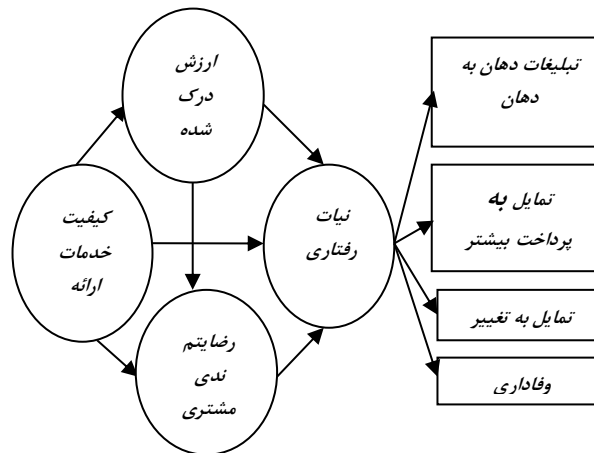 ارزش
درک
شده
کیفیت
خدمات
ارائه
نیات
رفتاری
رضایتم
ندی
مشتری
تبلیغات دهان به
دهان
تمایل به
پرداخت بیشتر
تمایل به تغییر
وفاداری